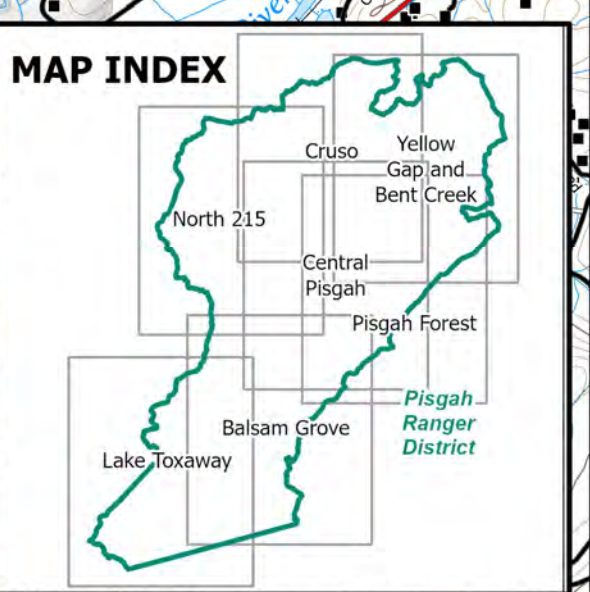 River
MAP INDEX
Cruso
Yellow
Gap and
Bent Creek
North 215
Central
Pisgah
Pisgah Forest
Pisgah
Ranger
District
Balsam Grove
Lake Toxaway